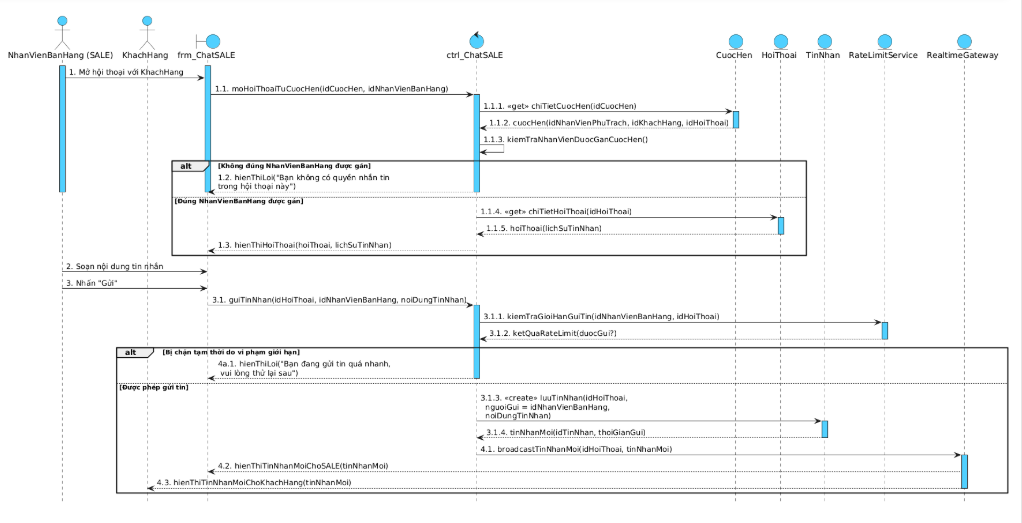 NhanVienBanHang (SALE)
KhachHang
frm_ChatSALE
ctrl_ChatSALE
CuocHen
HoiThoai
TinNhan
RateLimitService
RealtimeGateway
1. Mở hội thoại với KhachHang
1.1. moHoiThoaiTuCuocHen(idCuocHen, idNhanVienBanHang)
1.1.1. «get» chiTietCuocHen(idCuocHen)
1.1.2. cuocHen(idNhanVienPhuTrach, idKhachHang, idHoiThoai)
1.1.3. kiemTraNhanVienDuocGanCuocHen()
alt
[Không đúng NhanVienBanHang được gán]
1.2. hienThiLoi("Bạn không có quyền nhắn tin
trong hội thoại này")
[Đúng NhanVienBanHang được gán]
1.1.4. «get» chiTietHoiThoai(idHoiThoai)
1.1.5. hoiThoai(lichSuTinNhan)
1.3. hienThiHoiThoai(hoiThoai, lichSuTinNhan)
2. Soạn nội dung tin nhắn
3. Nhấn "Gửi"
3.1. guiTinNhan(idHoiThoai, idNhanVienBanHang, noiDungTinNhan)
3.1.1. kiemTraGioiHanGuiTin(idNhanVienBanHang, idHoiThoai)
3.1.2. ketQuaRateLimit(duocGui?)
alt
[Bị chặn tạm thời do vi phạm giới hạn]
4a.1. hienThiLoi("Bạn đang gửi tin quá nhanh,
vui lòng thử lại sau")
[Được phép gửi tin]
3.1.3. «create» luuTinNhan(idHoiThoai,
nguoiGui = idNhanVienBanHang,
noiDungTinNhan)
3.1.4. tinNhanMoi(idTinNhan, thoiGianGui)
4.1. broadcastTinNhanMoi(idHoiThoai, tinNhanMoi)
4.2. hienThiTinNhanMoiChoSALE(tinNhanMoi)
4.3. hienThiTinNhanMoiChoKhachHang(tinNhanMoi)